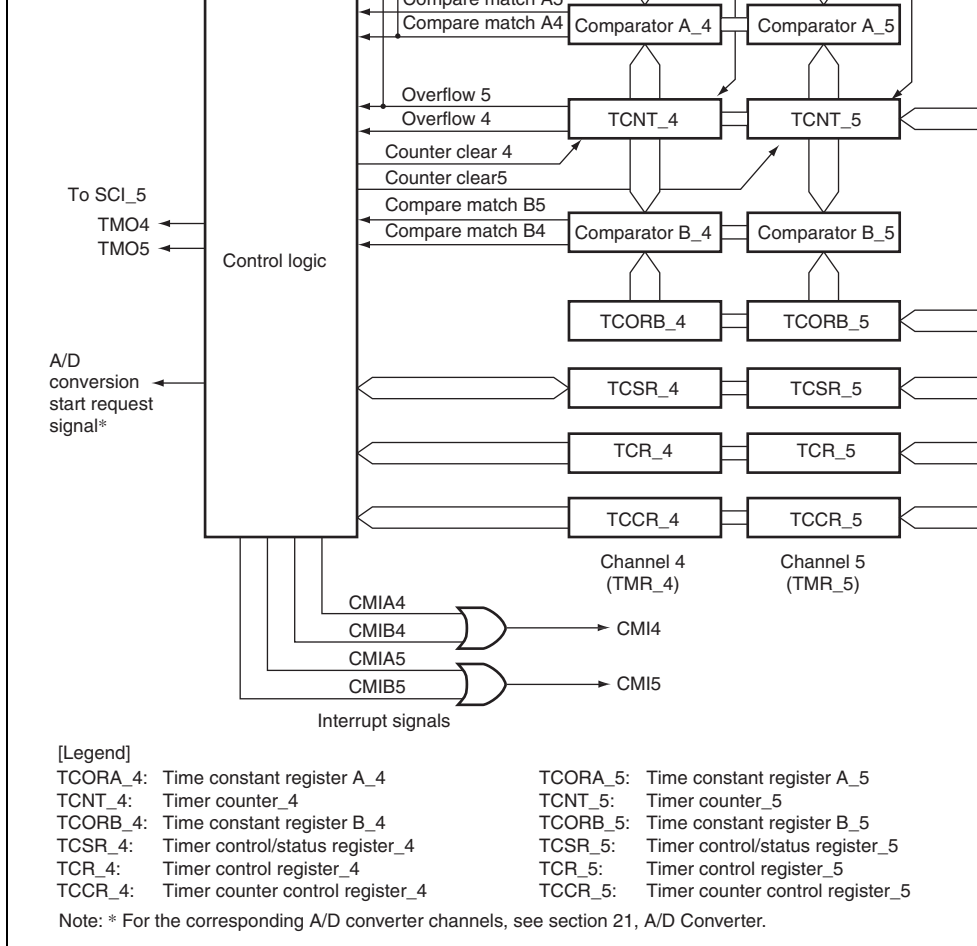 Compare match A5
Compare match A4
Comparator A_4
Comparator A_5
Overflow 5
Overflow 4
TCNT_4
TCNT_5
Counter clear 4
Counter clear5
To SCI_5
TMO4
TMO5
Compare match B5
Compare match B4
Comparator B_4
Comparator B_5
Control logic
TCORB_4
TCORB_5
A/D
conversion
start request
signal*
TCSR_4
TCSR_5
TCR_4
TCR_5
TCCR_4
TCCR_5
Channel 4
(TMR_4)
Channel 5
(TMR_5)
CMIA4
CMIB4
CMI4
CMIA5
CMIB5
CMI5
Interrupt signals
[Legend]
TCORA_4: Time constant register A_4
TCNT_4: Timer counter_4
TCORB_4: Time constant register B_4
TCSR_4: Timer control/status register_4
TCR_4: Timer control register_4
TCCR_4: Timer counter control register_4
TCORA_5: Time constant register A_5
TCNT_5: Timer counter_5
TCORB_5: Time constant register B_5
TCSR_5: Timer control/status register_5
TCR_5: Timer control register_5
TCCR_5: Timer counter control register_5
Note: * For the corresponding A/D converter channels, see section 21, A/D Converter.